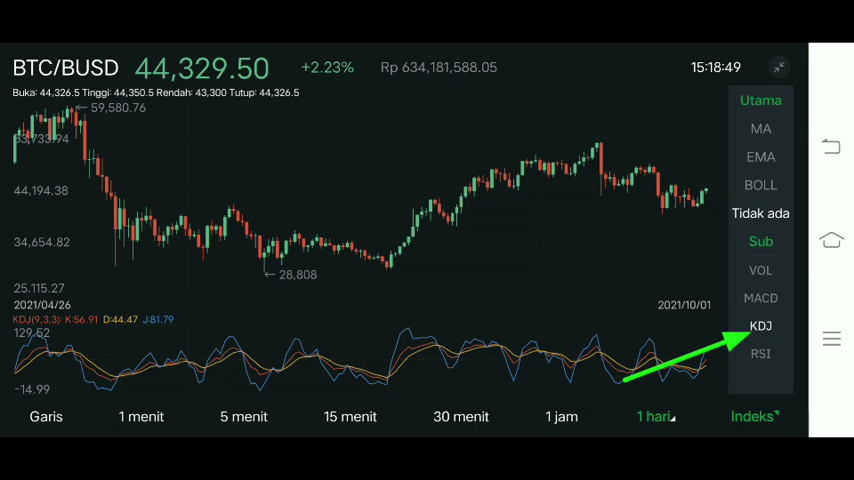 BTC/BUSD 44,329.50 +2.23% Rp 634,181,588.05 15:18:49
Buka: 44,326.5 Tinggi: 44,350.5 Rendah: 43,300 Tutup: 44,326.5
59,580.76
53,733.94
44,194.38
34,654.82
28,808
25,115.27
2021/04/26 2021/10/01
KDJ(9,3,3): K:56.91 D:44.47 J:81.79
129.52
-14.99
Utama
MA
EMA
BOLL
Tidak ada
Sub
VOL
MACD
KDJ
RSI
Garis 1 menit 5 menit 15 menit 30 menit 1 jam 1 hari Indeks